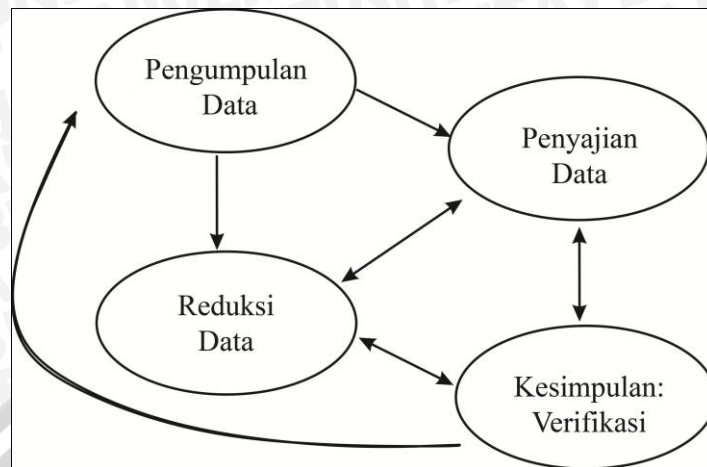 Pengumpulan
Data
Penyajian
Data
Reduksi
Data
Kesimpulan:
Verifikasi